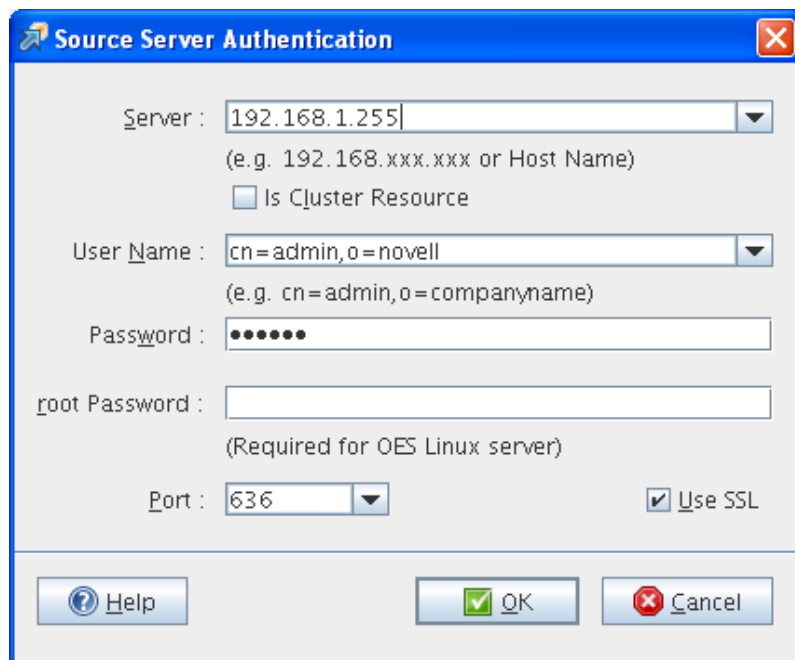 Source Server Authentication
Server : 192.168.1.255
(e.g. 192.168.xxx.xxx or Host Name)
Is Cluster Resource
User Name : cn=admin,o=novell
(e.g. cn=admin,o=companyname)
Password : ••••••
root Password :
(Required for OES Linux server)
Port : 636 Use SSL
Help OK Cancel